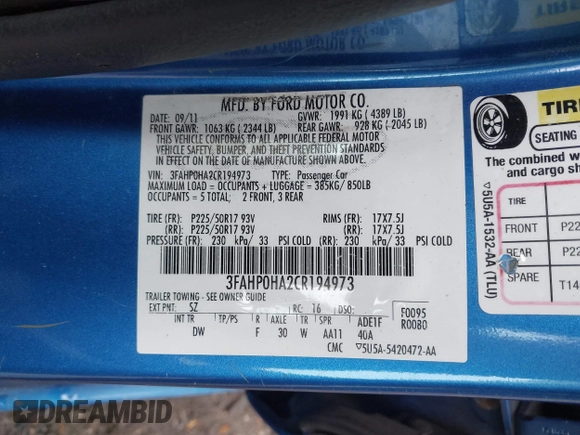 MFD. BY FORD MOTOR CO.
DATE: 09/11 GVWR: 1991 KG ( 4389 LB)
FRONT GAWR: 1063 KG ( 2344 LB) REAR GAWR: 928 KG ( 2045 LB)
THIS VEHICLE CONFORMS TO ALL APPLICABLE FEDERAL MOTOR
VEHICLE SAFETY, BUMPER, AND THEFT PREVENTION STANDARDS
IN EFFECT ON THE DATE OF MANUFACTURE SHOWN ABOVE.
VIN: 3FAHP0HA2CR194973 TYPE: Passenger Car
MAXIMUM LOAD = OCCUPANTS + LUGGAGE = 385KG/ 850LB
OCCUPANTS = 5 TOTAL; 2 FRONT, 3 REAR
TIRE (FR): P225/50R17 93V RIMS (FR): 17X7.5J
(RR): P225/50R17 93V (RR): 17X7.5J
PRESSURE (FR): 230 kPa/ 33 PSI COLD (RR): 230 kPa/ 33 PSI COLD
3FAHP0HA2CR194973
TRAILER TOWING - SEE OWNER GUIDE
EXT PNT: SZ RC: 16 DSO: F0095
R0080
INT TR TP/PS R AXLE TR SPR ADE1F
DW F 30 W AA11 40A
CMC ▽5U5A-5420472-AA
TIRE
SEATING
The combined w
and cargo sh
TIRE
FRONT P22
REAR P22
SPARE T14
▽5U5A-1532-AA (TLU)
DREAMBID